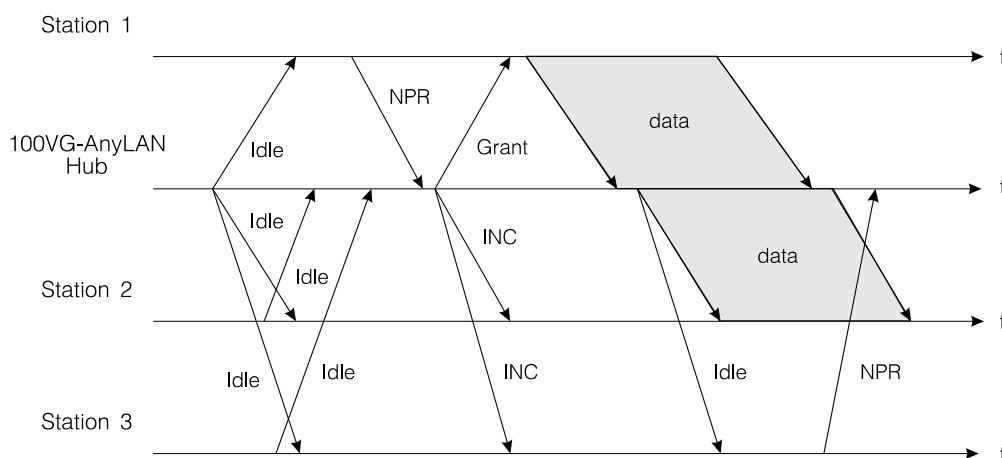 Station 1
t
NPR
data
100VG-AnyLAN
Hub
Idle
Grant
t
Idle
INC
data
Idle
Station 2
t
Idle
Idle
INC
Idle
NPR
Station 3
t